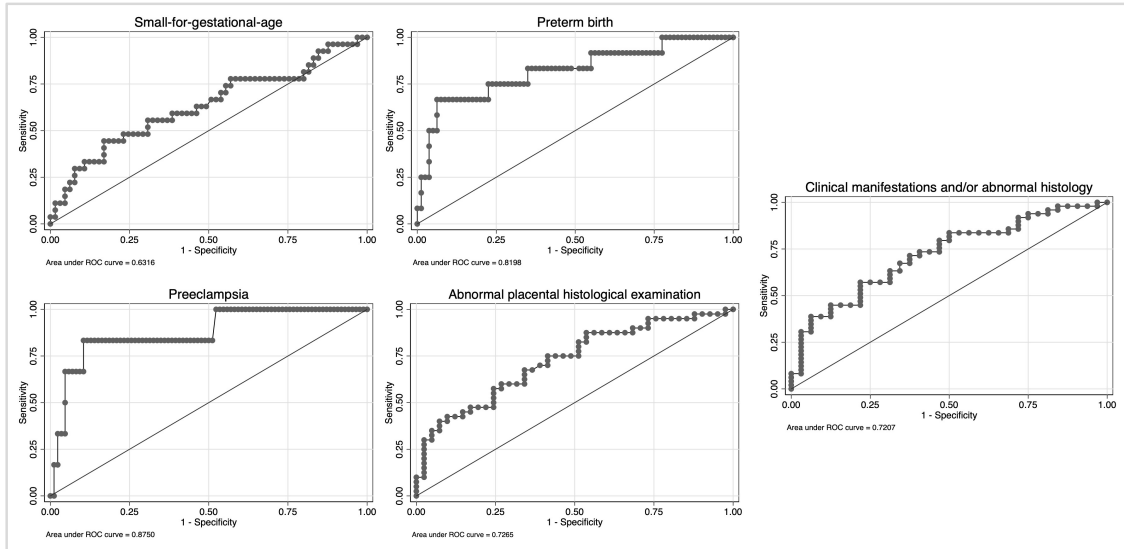 Small-for-gestational-age
Sensitivity
0.00 0.25 0.50 0.75 1.00
0.00 0.25 0.50 0.75 1.00
1 - Specificity
Area under ROC curve = 0.6316
Preterm birth
Sensitivity
0.00 0.25 0.50 0.75 1.00
0.00 0.25 0.50 0.75 1.00
1 - Specificity
Area under ROC curve = 0.8198
Preeclampsia
Sensitivity
0.00 0.25 0.50 0.75 1.00
0.00 0.25 0.50 0.75 1.00
1 - Specificity
Area under ROC curve = 0.8750
Abnormal placental histological examination
Sensitivity
0.00 0.25 0.50 0.75 1.00
0.00 0.25 0.50 0.75 1.00
1 - Specificity
Area under ROC curve = 0.7265
Clinical manifestations and/or abnormal histology
Sensitivity
0.00 0.25 0.50 0.75 1.00
0.00 0.25 0.50 0.75 1.00
1 - Specificity
Area under ROC curve = 0.7207